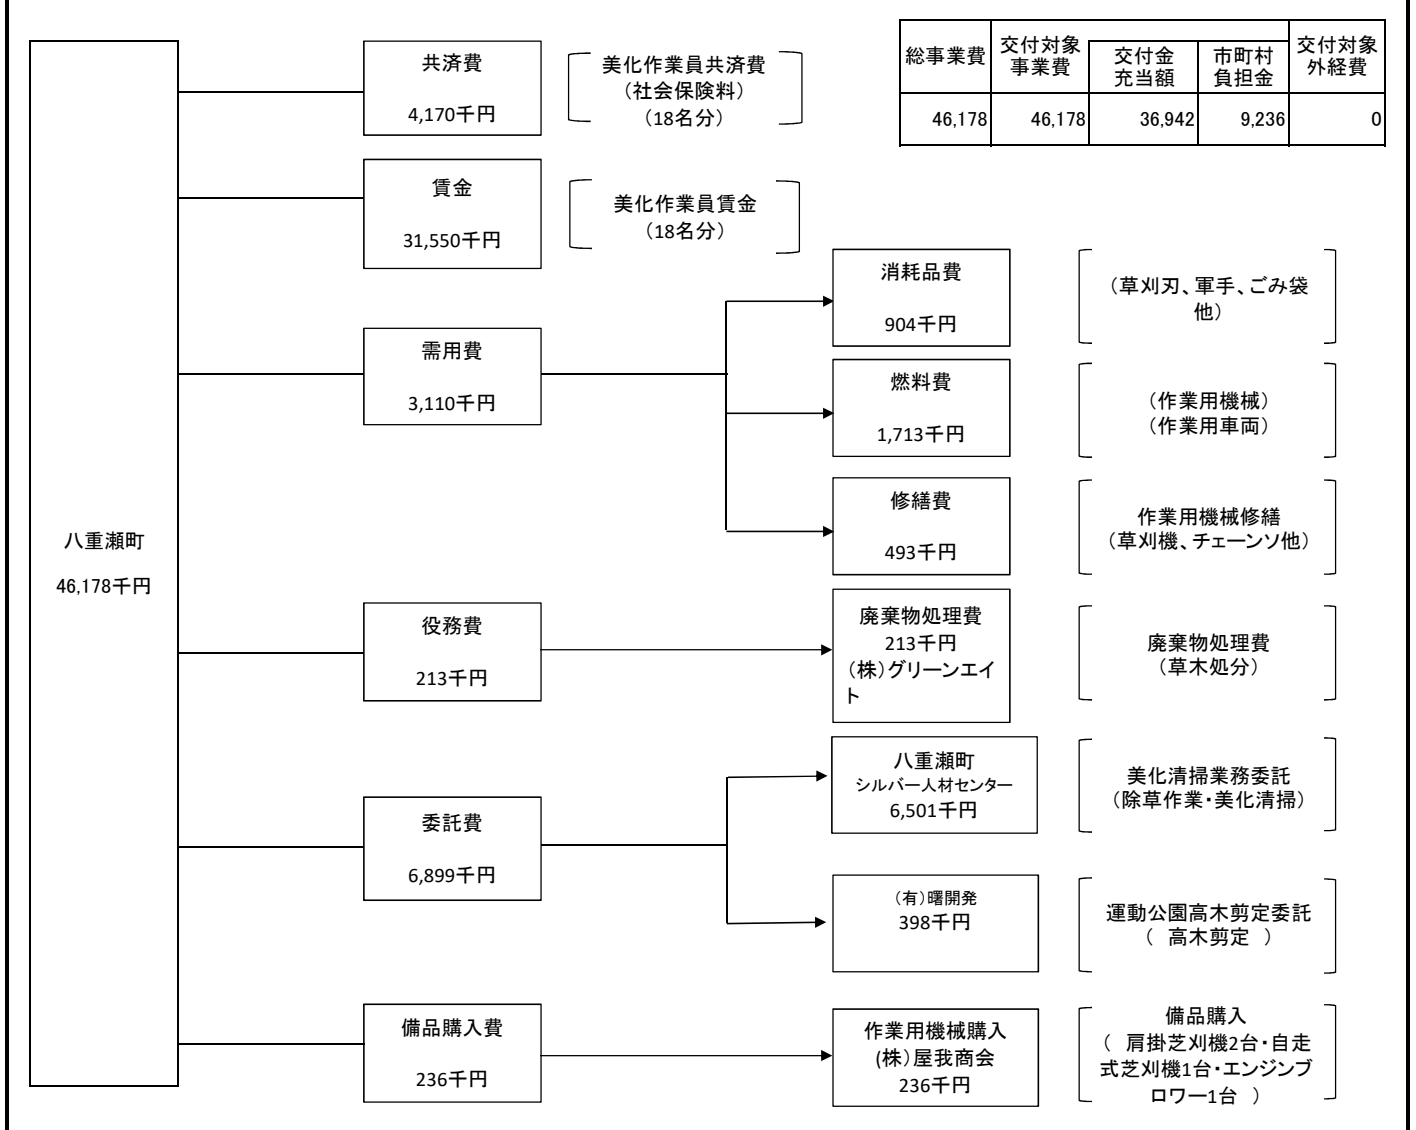 総事業費
交付対象
事業費
交付金
充当額
市町村
負担金
交付対象
外経費
46,178
46,178
36,942
9,236
0
八重瀬町
46,178千円
共済費
4,170千円
美化作業員共済費
（社会保険料）
（18名分）
賃金
31,550千円
美化作業員賃金
（18名分）
需用費
3,110千円
消耗品費
904千円
（草刈刃、軍手、ごみ袋
他）
燃料費
1,713千円
（作業用機械）
（作業用車両）
修繕費
493千円
作業用機械修繕
（草刈機、チェーンソ他）
役務費
213千円
廃棄物処理費
213千円
（株）グリーンエイ
ト
廃棄物処理費
（草木処分）
委託費
6,899千円
八重瀬町
シルバー人材センター
6,501千円
美化清掃業務委託
（除草作業・美化清掃）
（有）曙開発
398千円
運動公園高木剪定委託
（　高木剪定　）
備品購入費
236千円
作業用機械購入
(株）屋我商会
236千円
備品購入
（　肩掛芝刈機2台・自走
式芝刈機1台・エンジンブ
ロワー1台　）